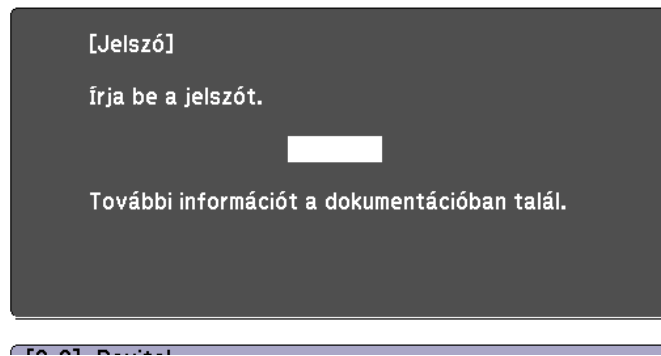 [Jelszó]
Írja be a jelszót.
További információt a dokumentációban talál.